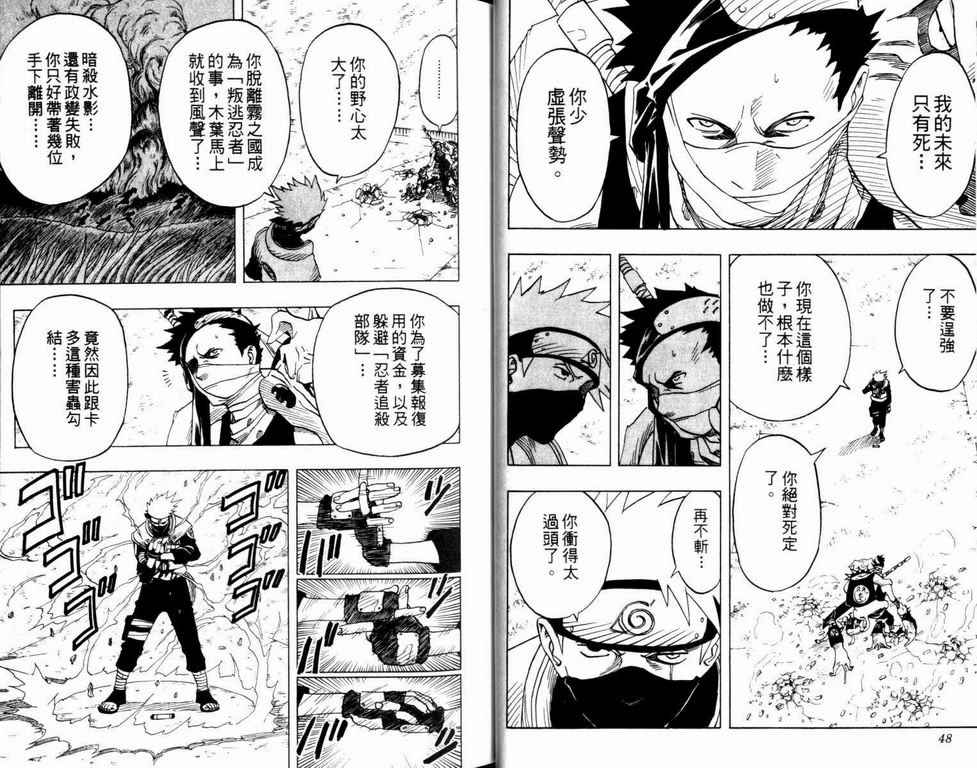 我的未來
只有死…
你少
虛張聲勢。
不要逞強
了…
你現在這個樣
子，根本什麼
也做不了…
你絕對死定
了。
再不斬…
你衝得太
過頭了。
48
………
你的野心太
大了……
你脫離霧之國成
為「叛逃忍者」
的事，木葉馬上
就收到風聲了…
暗殺水影…
還有政變失敗，
你只好帶著幾位
手下離開…
你為了募集報復
用的資金，以及
躲避「忍者追殺
部隊」…
竟然因此跟卡
多這種害蟲勾
結……
ゴゴゴ
ゴゴゴ